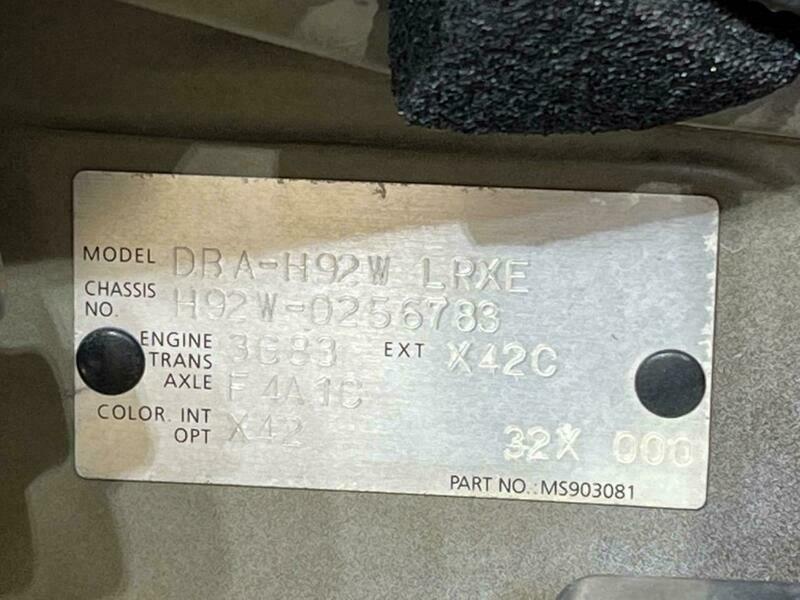 MODEL DBA-H92W LRXE
CHASSIS NO. H92W-0256783
ENGINE 3G83 EXT X42C
TRANS AXLE F4A1C
COLOR. INT OPT X42 32X 000
PART NO.:MS903081